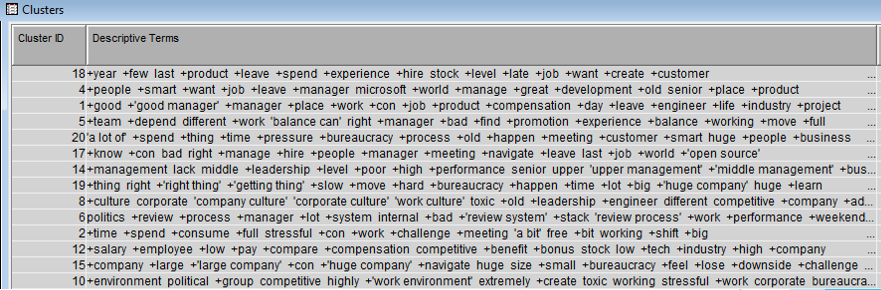 Clusters
Cluster ID Descriptive Terms
18 +year +few last +product +leave +spend +experience +hire stock +level +late +job +want +create +customer ...
4 +people +smart +want +job +leave +manager microsoft +world +manage +great +development +old senior +place +product ...
1 +good +'good manager' +manager +place +work +con +job +product +compensation +day +leave +engineer +life +industry +project ...
5 +team +depend different +work 'balance can' right +manager +bad +find +promotion +experience +balance +working +move +full ...
20 'a lot of' +spend +thing +time +pressure +bureaucracy +process +old +happen +meeting +customer +smart huge +people +business ...
17 +know +con bad right +manage +hire +people +manager +meeting +navigate +leave last +job +world +'open source' ...
14 +management lack middle +leadership +level +poor +high +performance senior upper 'upper management' +'middle management' +bus...
19 +thing right +'right thing' +'getting thing' +slow +move +hard +bureaucracy +happen +time +lot +big +'huge company' huge +learn ...
8 +culture corporate 'company culture' 'corporate culture' 'work culture' toxic +old +leadership +engineer different competitive +company +ad...
6 politics +review +process +manager +lot +system internal +bad +'review system' +stack 'review process' +work +performance +weekend...
2 +time +spend +consume +full stressful +con +work +challenge +meeting 'a bit' free +bit working +shift +big ...
12 +salary +employee +low +pay +compare +compensation competitive +benefit +bonus stock low +tech +industry +high +company ...
15 +company +large +'large company' +con +'huge company' +navigate huge size +small +bureaucracy +feel +lose +downside +challenge ...
10 +environment political +group competitive highly +'work environment' extremely +create toxic working stressful +work corporate bureaucra...